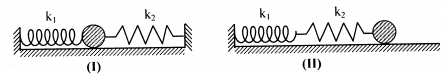 k₁ k₂ k₁ k₂
(I) (II)